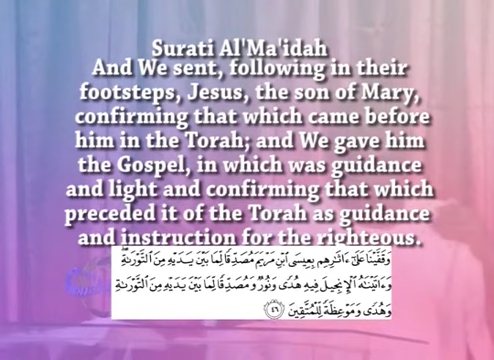 Surati Al'Ma'idah
And We sent, following in their
footsteps, Jesus, the son of Mary,
confirming that which came before
him in the Torah; and We gave him
the Gospel, in which was guidance
and light and confirming that which
preceded it of the Torah as guidance
and instruction for the righteous.
وَقَفَّيْنَا عَلَىٰٓ ءَاثَٰرِهِم بِعِيسَى ٱبْنِ مَرْيَمَ مُصَدِّقًا لِّمَا بَيْنَ يَدَيْهِ مِنَ ٱلتَّوْرَىٰةِ
وَءَاتَيْنَٰهُ ٱلْإِنجِيلَ فِيهِ هُدًى وَنُورٌ وَمُصَدِّقًا لِّمَا بَيْنَ يَدَيْهِ مِنَ ٱلتَّوْرَىٰةِ
وَهُدًى وَمَوْعِظَةً لِّلْمُتَّقِينَ ٤٦